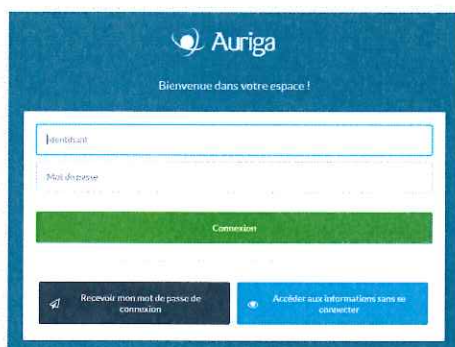 Auriga
Bienvenue dans votre espace !
Identifiant
Mot de passe
Connexion
Recevoir mon mot de passe de
connexion
Accéder aux informations sans se
connecter